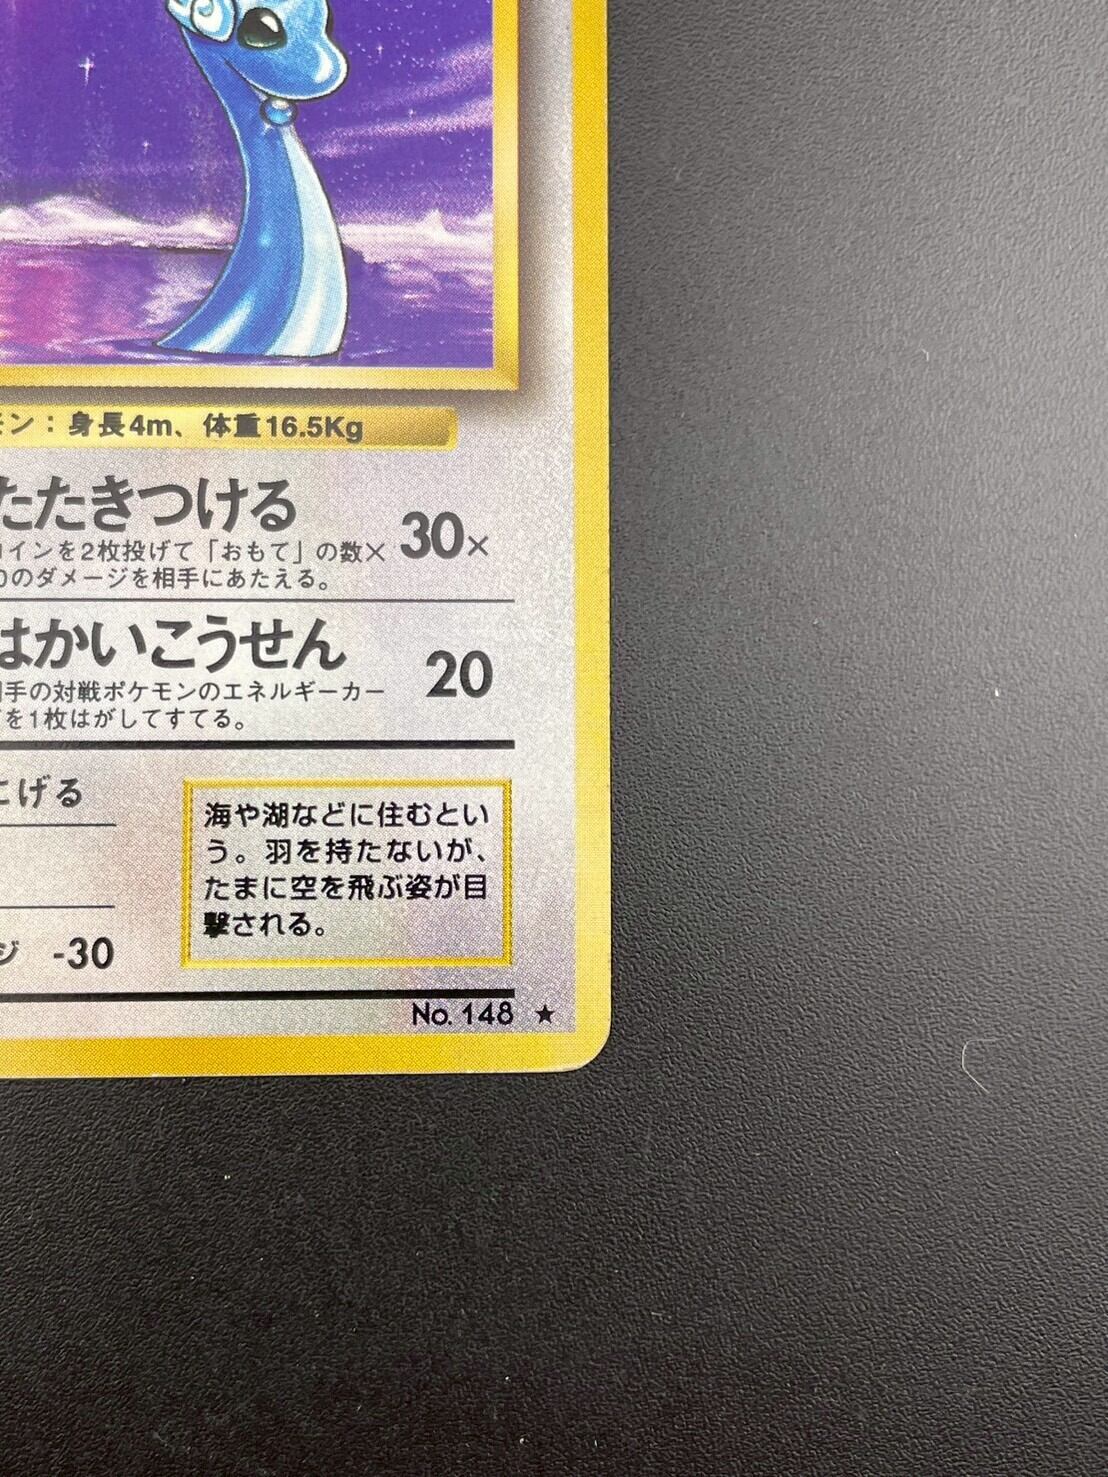 モン：身長4m、体重16.5Kg
たたきつける
30×
コインを2枚投げて「おもて」の数×
0のダメージを相手にあたえる。
はかいこうせん
20
手の対戦ポケモンのエネルギーカー
を1枚はがしてすてる。
にげる
海や湖などに住むとい
う。羽を持たないが、
たまに空を飛ぶ姿が目
撃される。
ジ -30
No. 148 ★